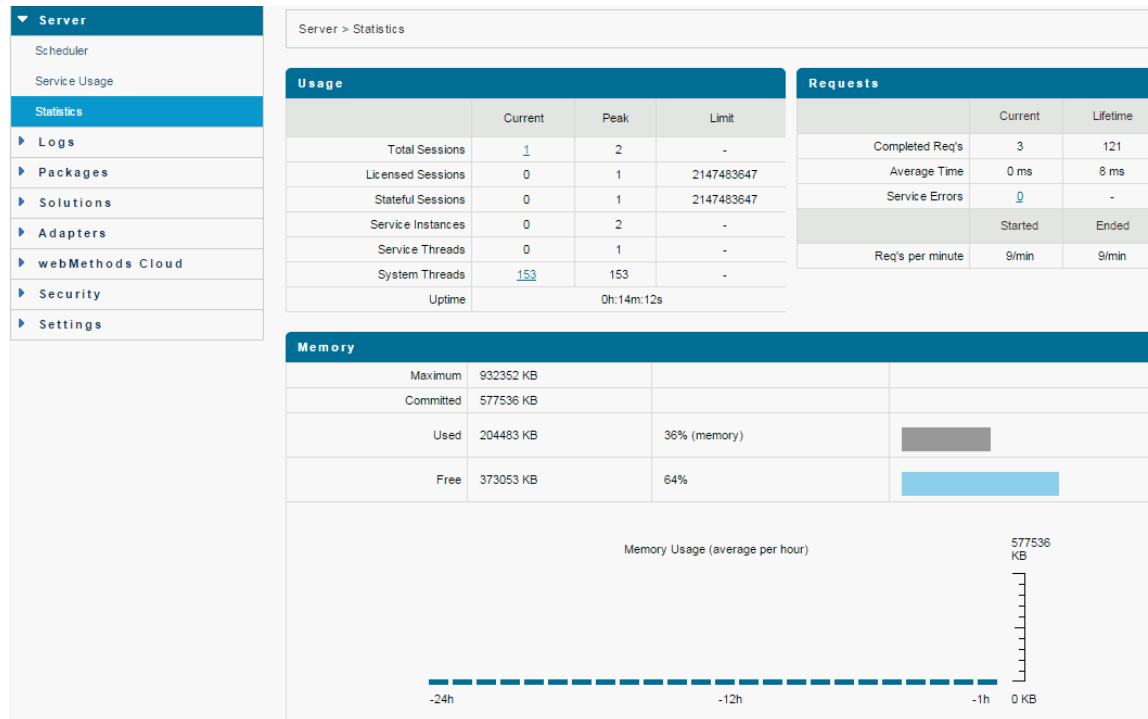 Server
Scheduler
Service Usage
Statistics
Logs
Packages
Solutions
Adapters
webMethods Cloud
Security
Settings
Server > Statistics
Usage
Current Peak Limit
Total Sessions 1 2 -
Licensed Sessions 0 1 2147483647
Stateful Sessions 0 1 2147483647
Service Instances 0 2 -
Service Threads 0 1 -
System Threads 153 153 -
Uptime 0h:14m:12s
Requests
Current Lifetime
Completed Req's 3 121
Average Time 0 ms 8 ms
Service Errors 0 -
Started Ended
Req's per minute 9/min 9/min
Memory
Maximum 932352 KB
Committed 577536 KB
Used 204483 KB 36% (memory)
Free 373053 KB 64%
Memory Usage (average per hour)
577536
KB
-24h -12h -1h 0 KB